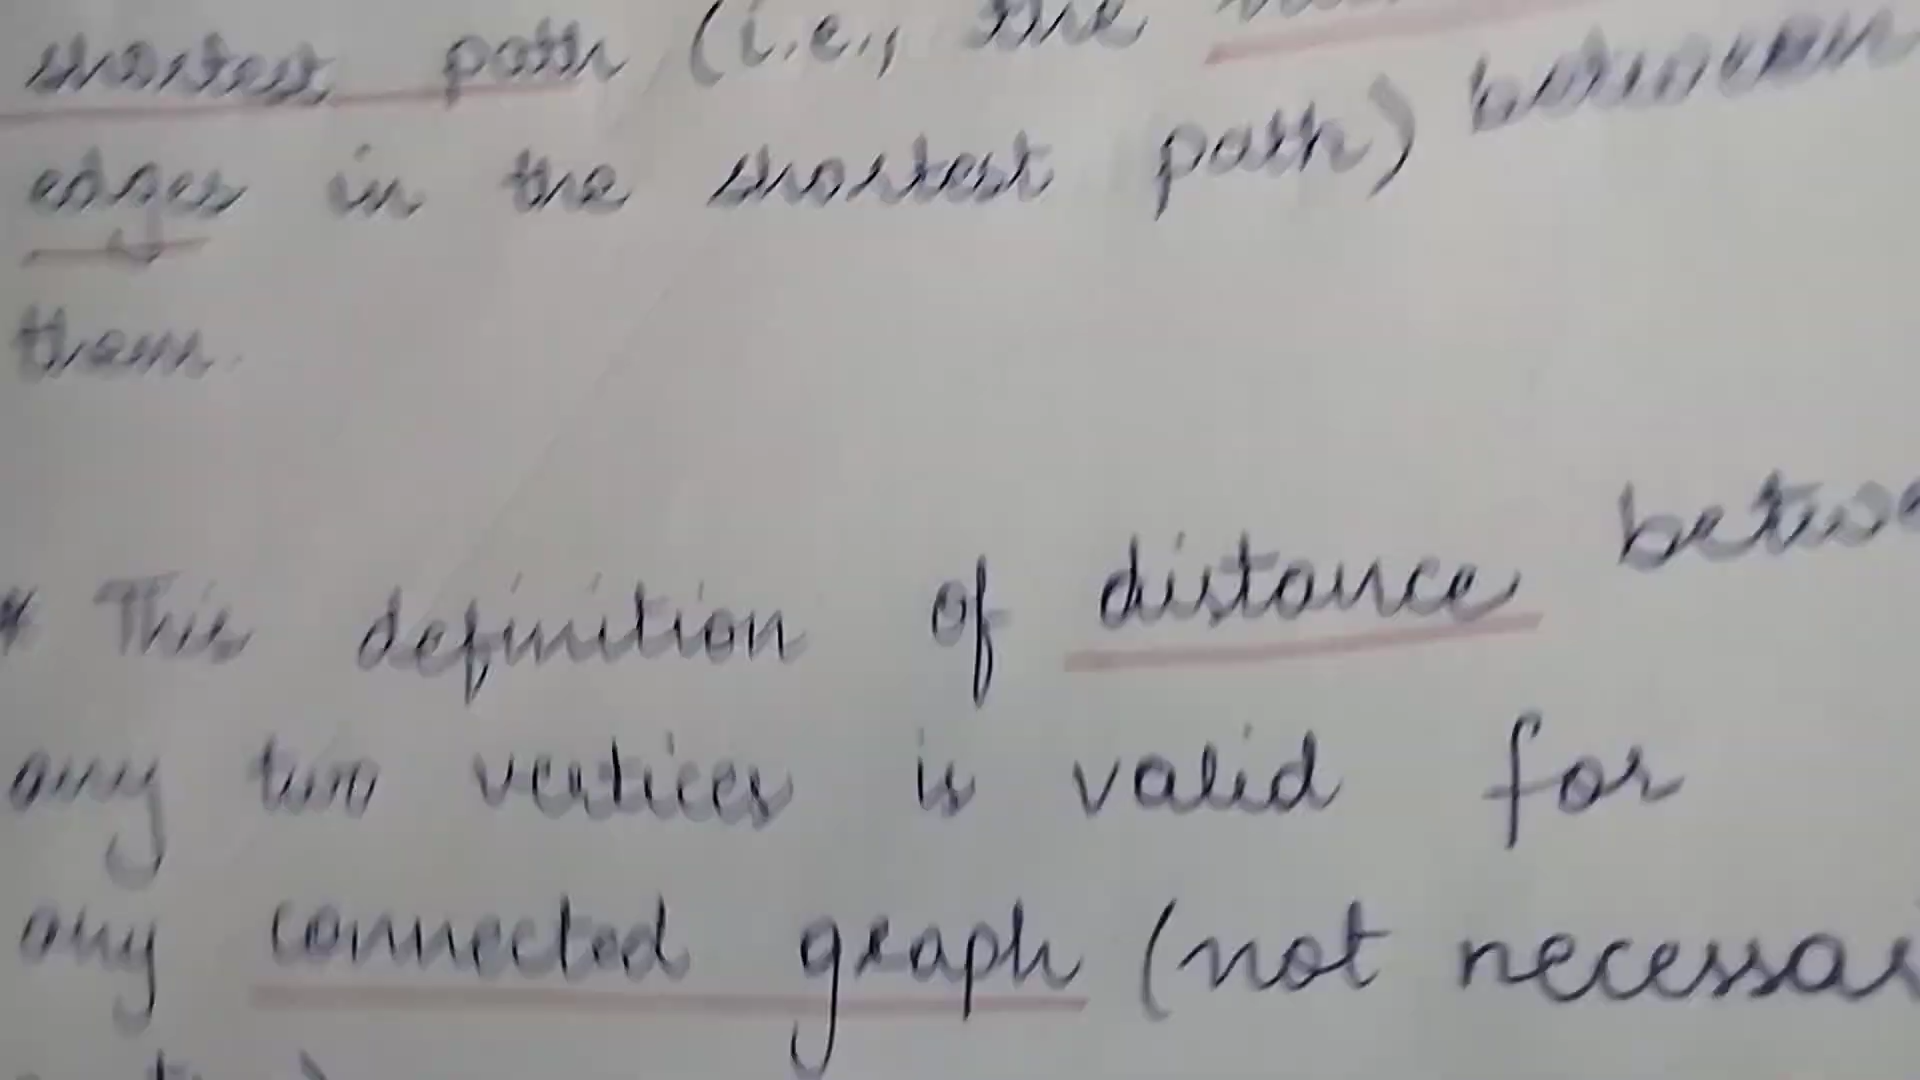 shortest path (i.e., the
edges in the shortest path) between
them.
* This definition of distance betwe
any two vertices is valid for
any connected graph (not necessar